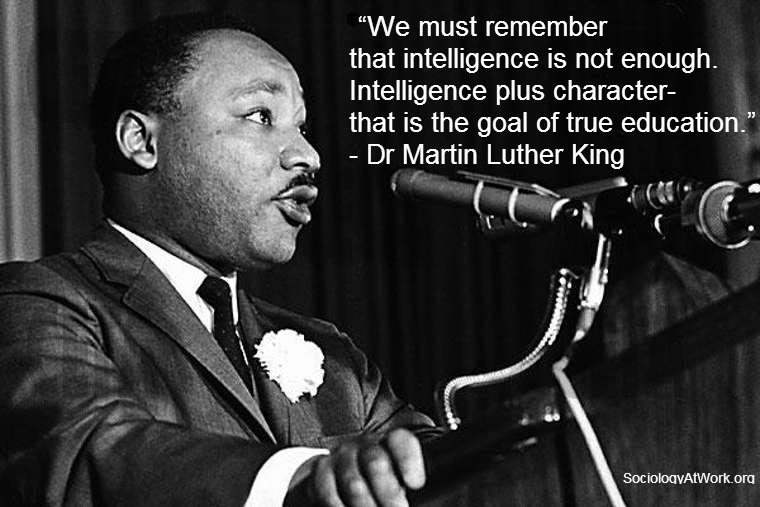 “We must remember
that intelligence is not enough.
Intelligence plus character-
that is the goal of true education.”
- Dr Martin Luther King
SociologyAtWork.org